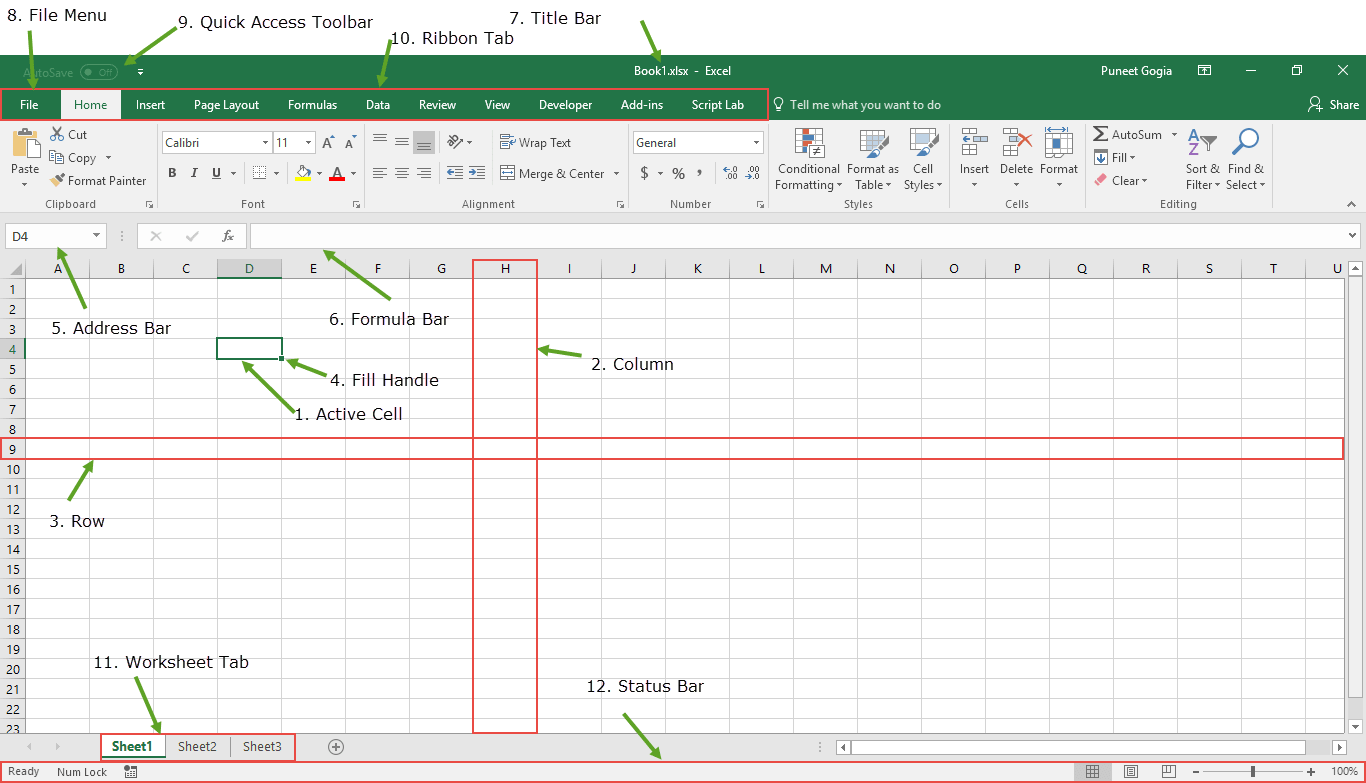 8. File Menu
9. Quick Access Toolbar
7. Title Bar
10. Ribbon Tab
AutoSave Off
Book1.xlsx - Excel
Puneet Gogia
File Home Insert Page Layout Formulas Data Review View Developer Add-ins Script Lab Tell me what you want to do Share
Cut
Copy
Format Painter
Paste
Clipboard
Calibri 11 A A
B I U A
Font
Wrap Text
Merge & Center
Alignment
General
$ % ,
.0 .00
.00 .0
Number
Conditional Formatting
Format as Table
Cell Styles
Styles
Insert Delete Format
Cells
AutoSum
Fill
Clear
A Z
Sort & Filter
Find & Select
Editing
D4 fx
A B C D E F G H I J K L M N O P Q R S T U
1
2
3
5. Address Bar
6. Formula Bar
4
5
2. Column
6
4. Fill Handle
7
1. Active Cell
8
9
10
11
12
3. Row
13
14
15
16
17
18
19
20
11. Worksheet Tab
21
12. Status Bar
22
23
Sheet1 Sheet2 Sheet3
Ready Num Lock 100%